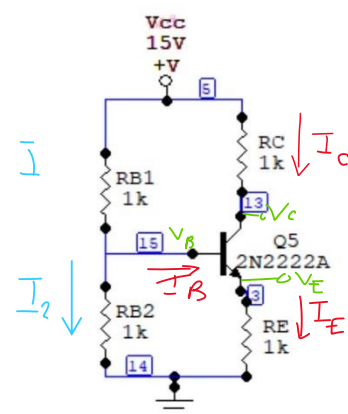 Vcc
15V
+V
5
RC
1k
I
RB1
1k
13
Vc
15
VB
Q5
2N2222A
IB
VE
I2
RB2
1k
3
IE
RE
1k
14